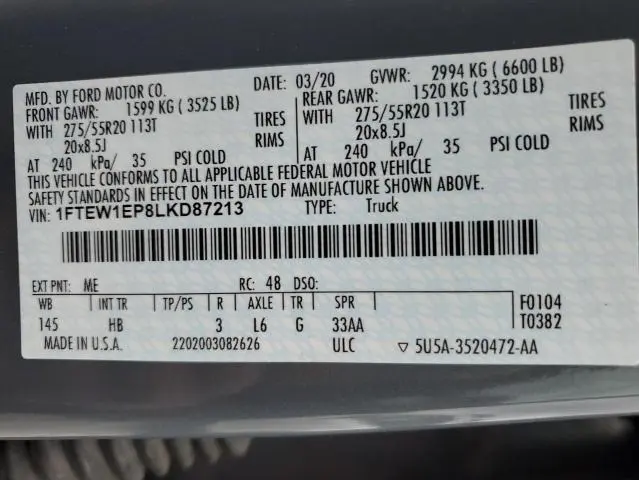 MFD. BY FORD MOTOR CO. DATE: 03/20 GVWR: 2994 KG ( 6600 LB)
FRONT GAWR: 1599 KG ( 3525 LB) REAR GAWR: 1520 KG ( 3350 LB)
WITH 275/55R20 113T TIRES WITH 275/55R20 113T TIRES
20x8.5J RIMS 20x8.5J RIMS
AT 240 kPa/ 35 PSI COLD AT 240 kPa/ 35 PSI COLD
THIS VEHICLE CONFORMS TO ALL APPLICABLE FEDERAL MOTOR VEHICLE
SAFETY STANDARDS IN EFFECT ON THE DATE OF MANUFACTURE SHOWN ABOVE.
VIN: 1FTEW1EP8LKD87213 TYPE: Truck
EXT PNT: ME RC: 48 DSO:
WB INT TR TP/PS R AXLE TR SPR F0104
145 HB 3 L6 G 33AA T0382
MADE IN U.S.A. 2202003082626 ULC ▽ 5U5A-3520472-AA